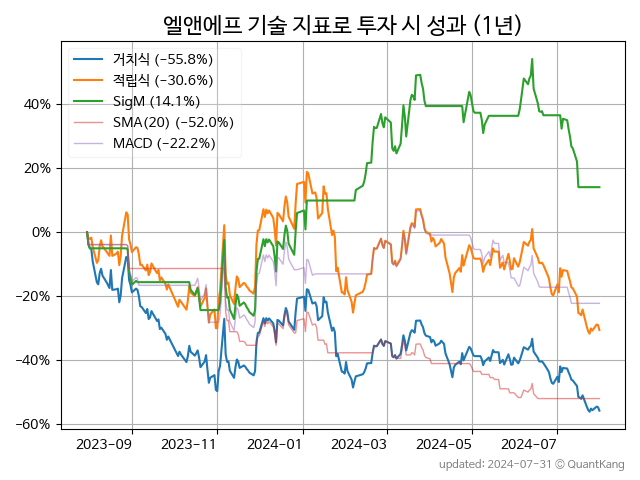 엘앤에프 기술 지표로 투자 시 성과 (1년)
거치식 (−55.8%)
적립식 (−30.6%)
SigM (14.1%)
SMA(20) (−52.0%)
MACD (−22.2%)
40%
20%
0%
−20%
−40%
−60%
2023-09 2023-11 2024-01 2024-03 2024-05 2024-07
updated: 2024-07-31 © QuantKang